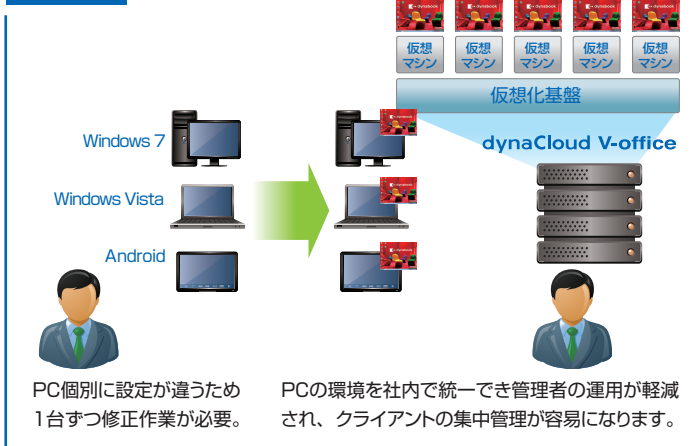 仮想
マシン
仮想
マシン
仮想
マシン
仮想
マシン
仮想
マシン
仮想化基盤
dynaCloud V-office
Windows 7
Windows Vista
Android
PC個別に設定が違うため
1台ずつ修正作業が必要。
PCの環境を社内で統一でき管理者の運用が軽減
され、クライアントの集中管理が容易になります。